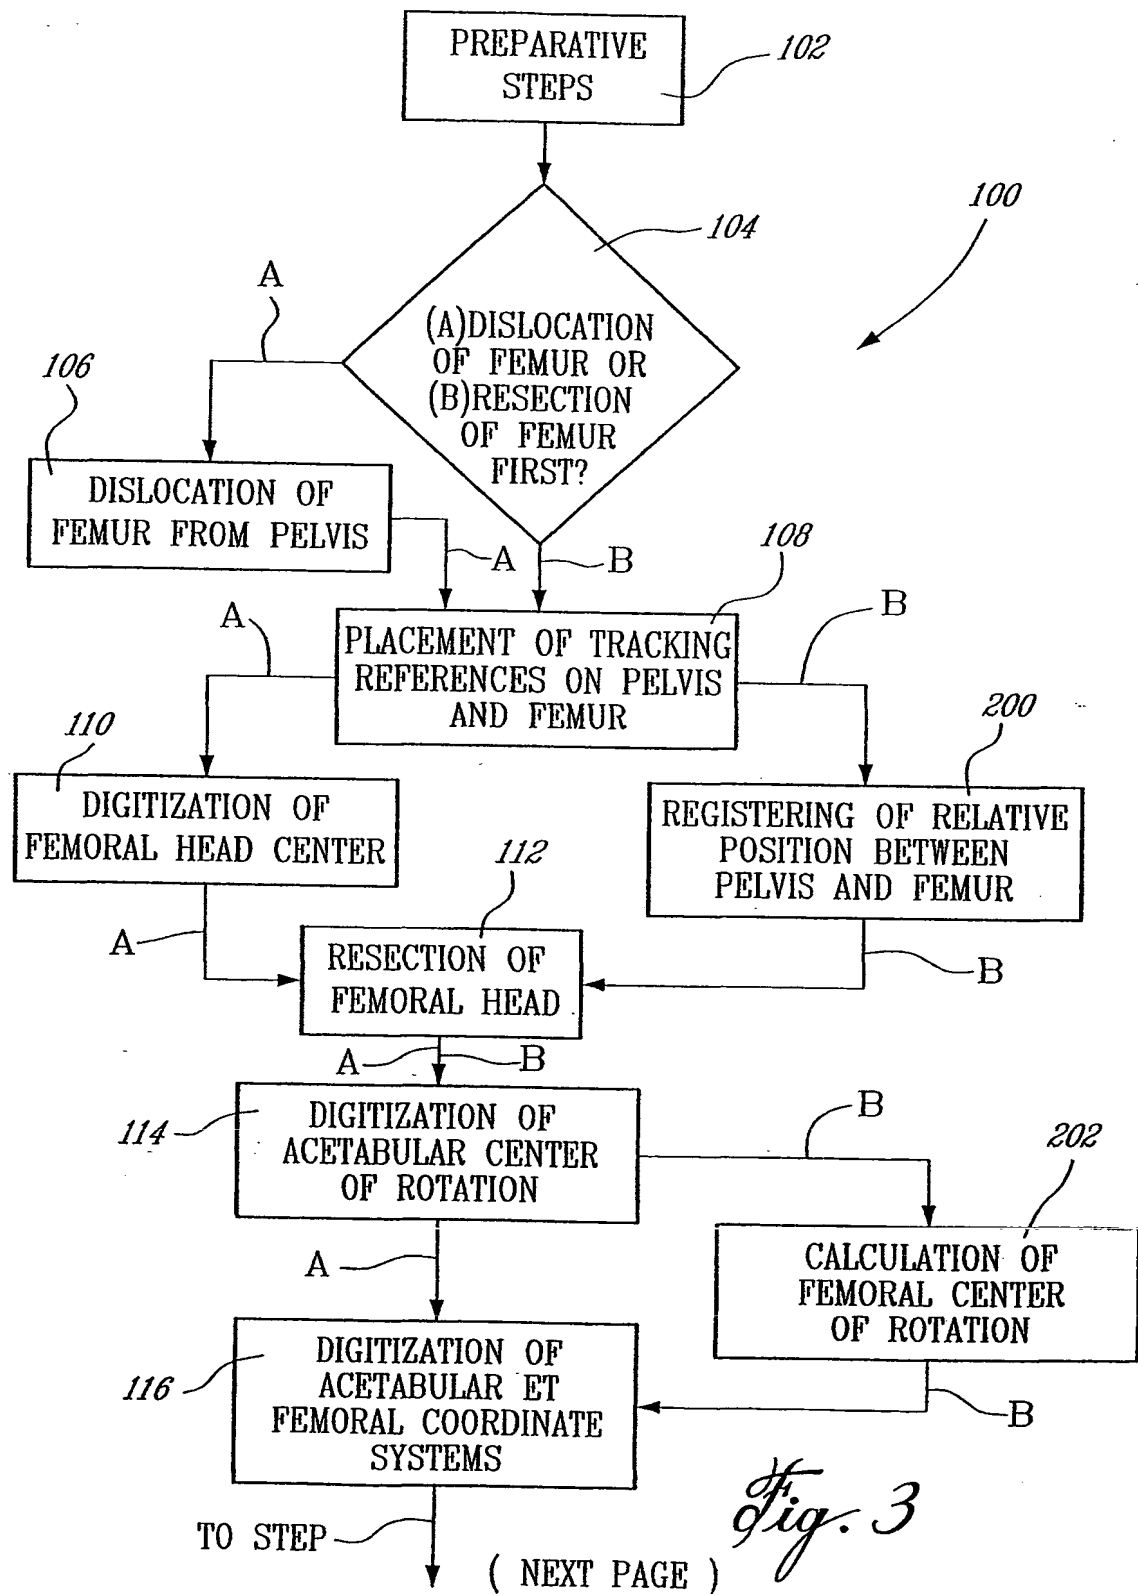 PREPARATIVE
STEPS
102
100
104
A
(A)DISLOCATION
OF FEMUR OR
(B)RESECTION
OF FEMUR
FIRST?
106
DISLOCATION OF
FEMUR FROM PELVIS
A
B
108
A
B
PLACEMENT OF TRACKING
REFERENCES ON PELVIS
AND FEMUR
110
200
DIGITIZATION OF
FEMORAL HEAD CENTER
REGISTERING OF RELATIVE
POSITION BETWEEN
PELVIS AND FEMUR
112
A
RESECTION OF
FEMORAL HEAD
B
A
B
114
DIGITIZATION OF
ACETABULAR CENTER
OF ROTATION
B
202
A
CALCULATION OF
FEMORAL CENTER
OF ROTATION
116
DIGITIZATION OF
ACETABULAR ET
FEMORAL COORDINATE
SYSTEMS
B
TO STEP
( NEXT PAGE )
Fig. 3